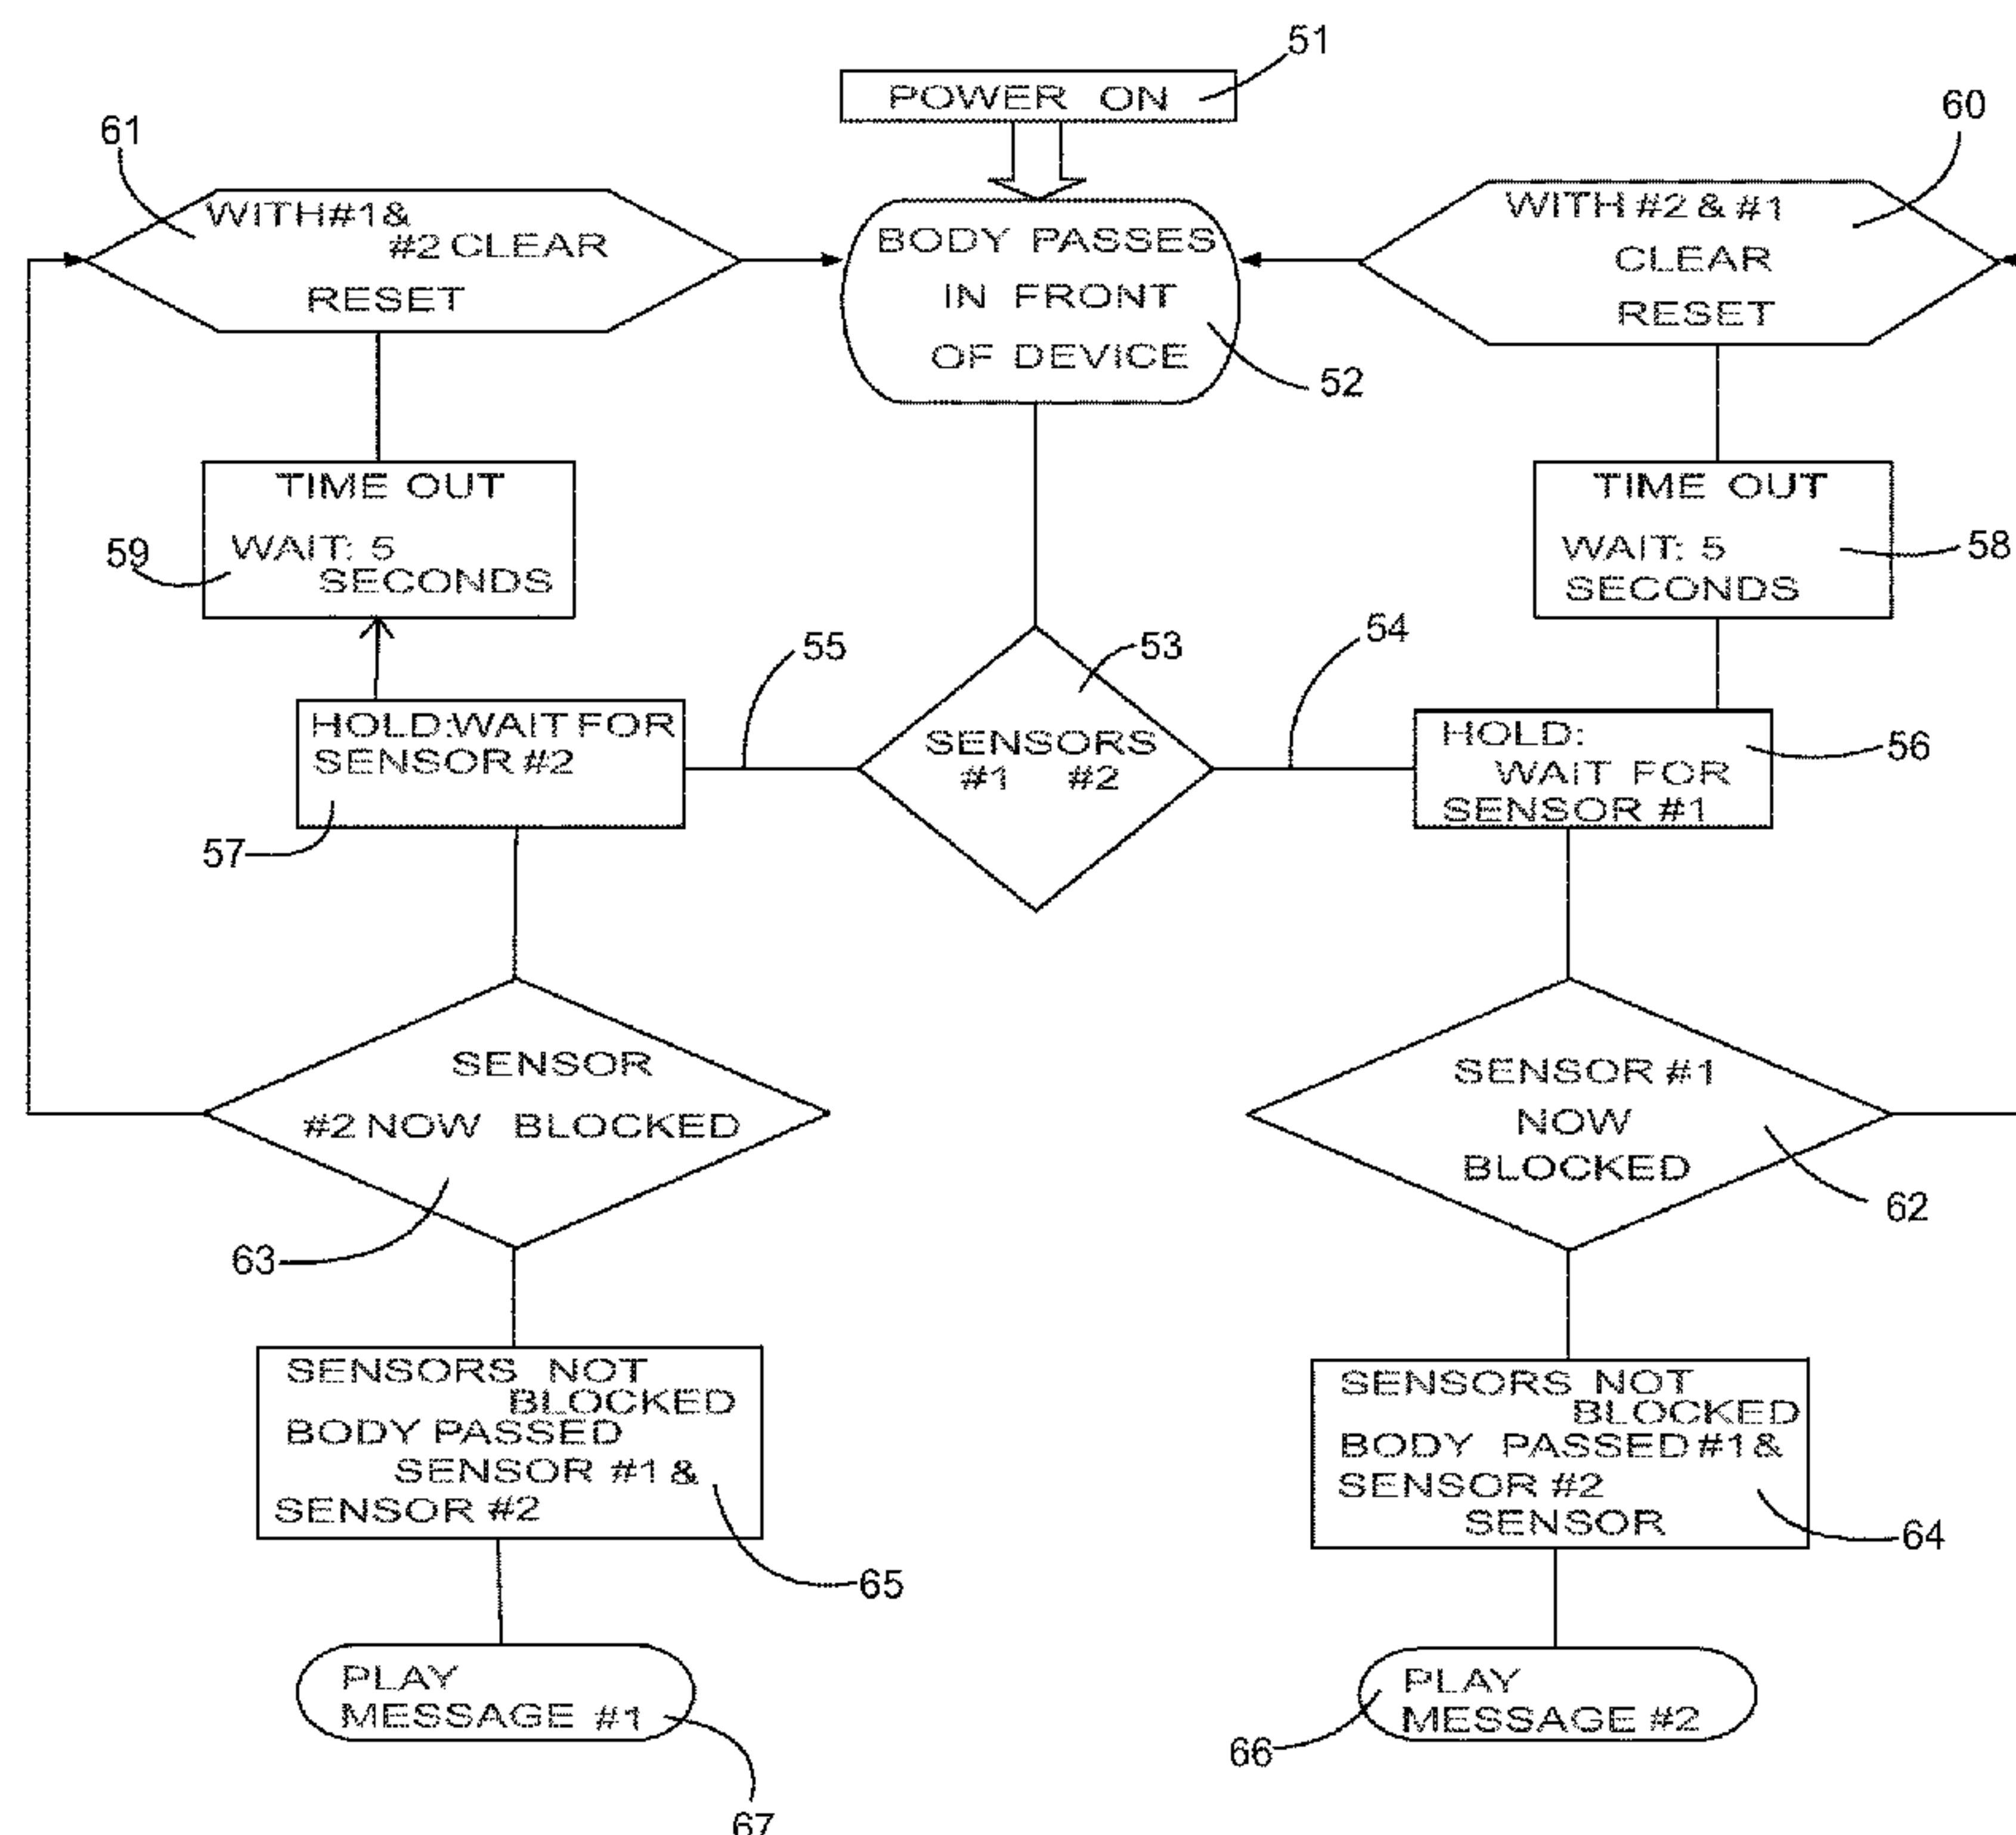 51
POWER ON
61
WITH#1&
#2 CLEAR
RESET
BODY PASSES
IN FRONT
OF DEVICE
52
60
WITH #2 & #1
CLEAR
RESET
TIME OUT
WAIT: 5
SECONDS
59
TIME OUT
WAIT: 5
SECONDS
58
55
53
54
HOLD:WAIT FOR
SENSOR #2
57
SENSORS
#1 #2
HOLD:
WAIT FOR
SENSOR #1
56
SENSOR
#2 NOW BLOCKED
63
SENSOR #1
NOW
BLOCKED
62
SENSORS NOT
BLOCKED
BODY PASSED
SENSOR #1 &
SENSOR #2
65
SENSORS NOT
BLOCKED
BODY PASSED #1 &
SENSOR #2
SENSOR
64
PLAY
MESSAGE #1
67
PLAY
MESSAGE #2
66